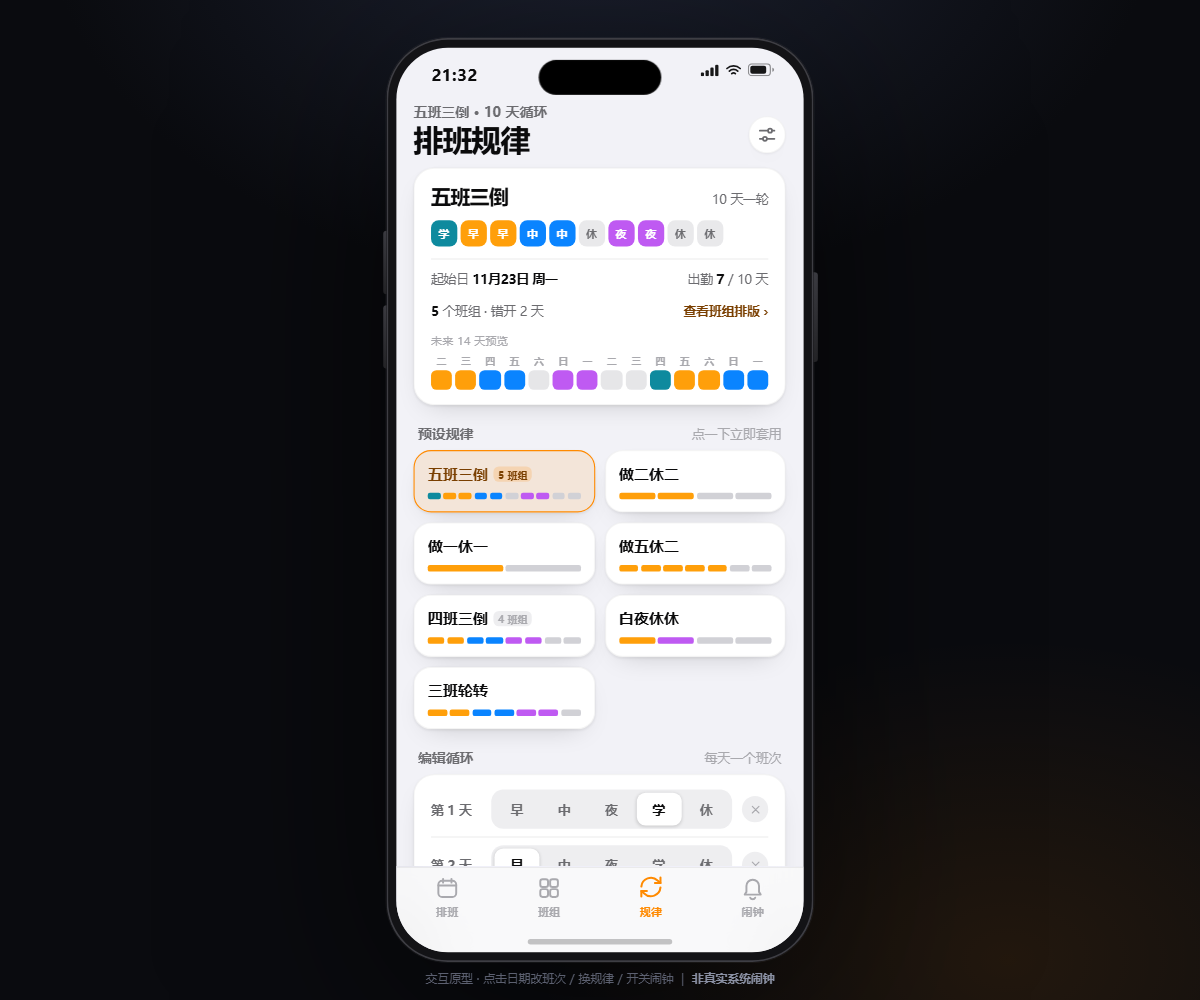 21:32
五班三倒 • 10 天循环
排班规律
五班三倒 10 天一轮
学 早 早 中 中 休 夜 夜 休 休
起始日 11月23日 周一 出勤 7 / 10 天
5 个班组 · 错开 2 天 查看班组排版 ›
未来 14 天预览
二 三 四 五 六 日 一 二 三 四 五 六 日 一
预设规律 点一下立即套用
五班三倒 5 班组 做二休二
做一休一 做五休二
四班三倒 4 班组 白夜休休
三班轮转
编辑循环 每天一个班次
第 1 天 早 中 夜 学 休
第 2 天 早 中 夜 学 休
排班 班组 规律 闹钟
交互原型 · 点击日期改班次 / 换规律 / 开关闹钟 | 非真实系统闹钟